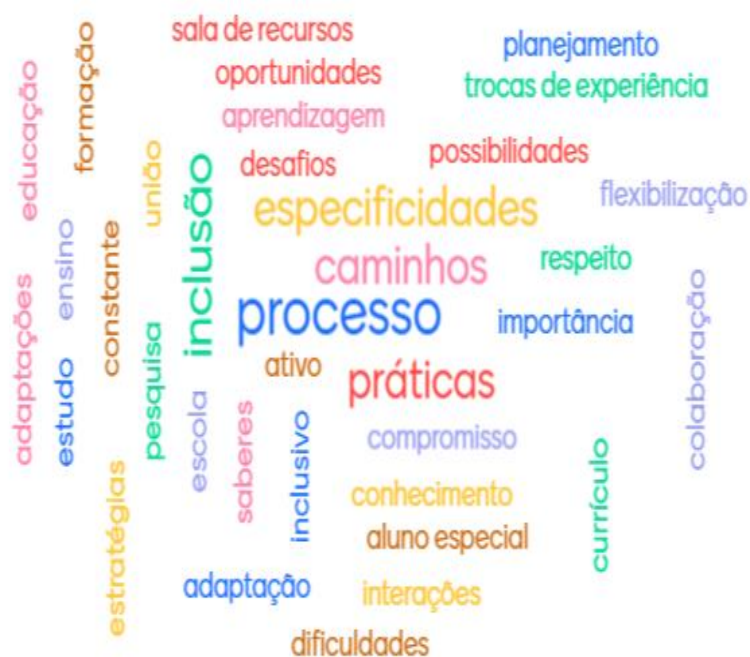 sala de recursos
planejamento
oportunidades
trocas de experiência
aprendizagem
desafios
possibilidades
especificidades
flexibilização
caminhos
respeito
processo
importância
ativo
práticas
compromisso
conhecimento
aluno especial
adaptação
interações
dificuldades
educação
formação
união
inclusão
ensino
constante
adaptações
estudo
pesquisa
escola
saberes
inclusivo
estratégias
currículo
colaboração